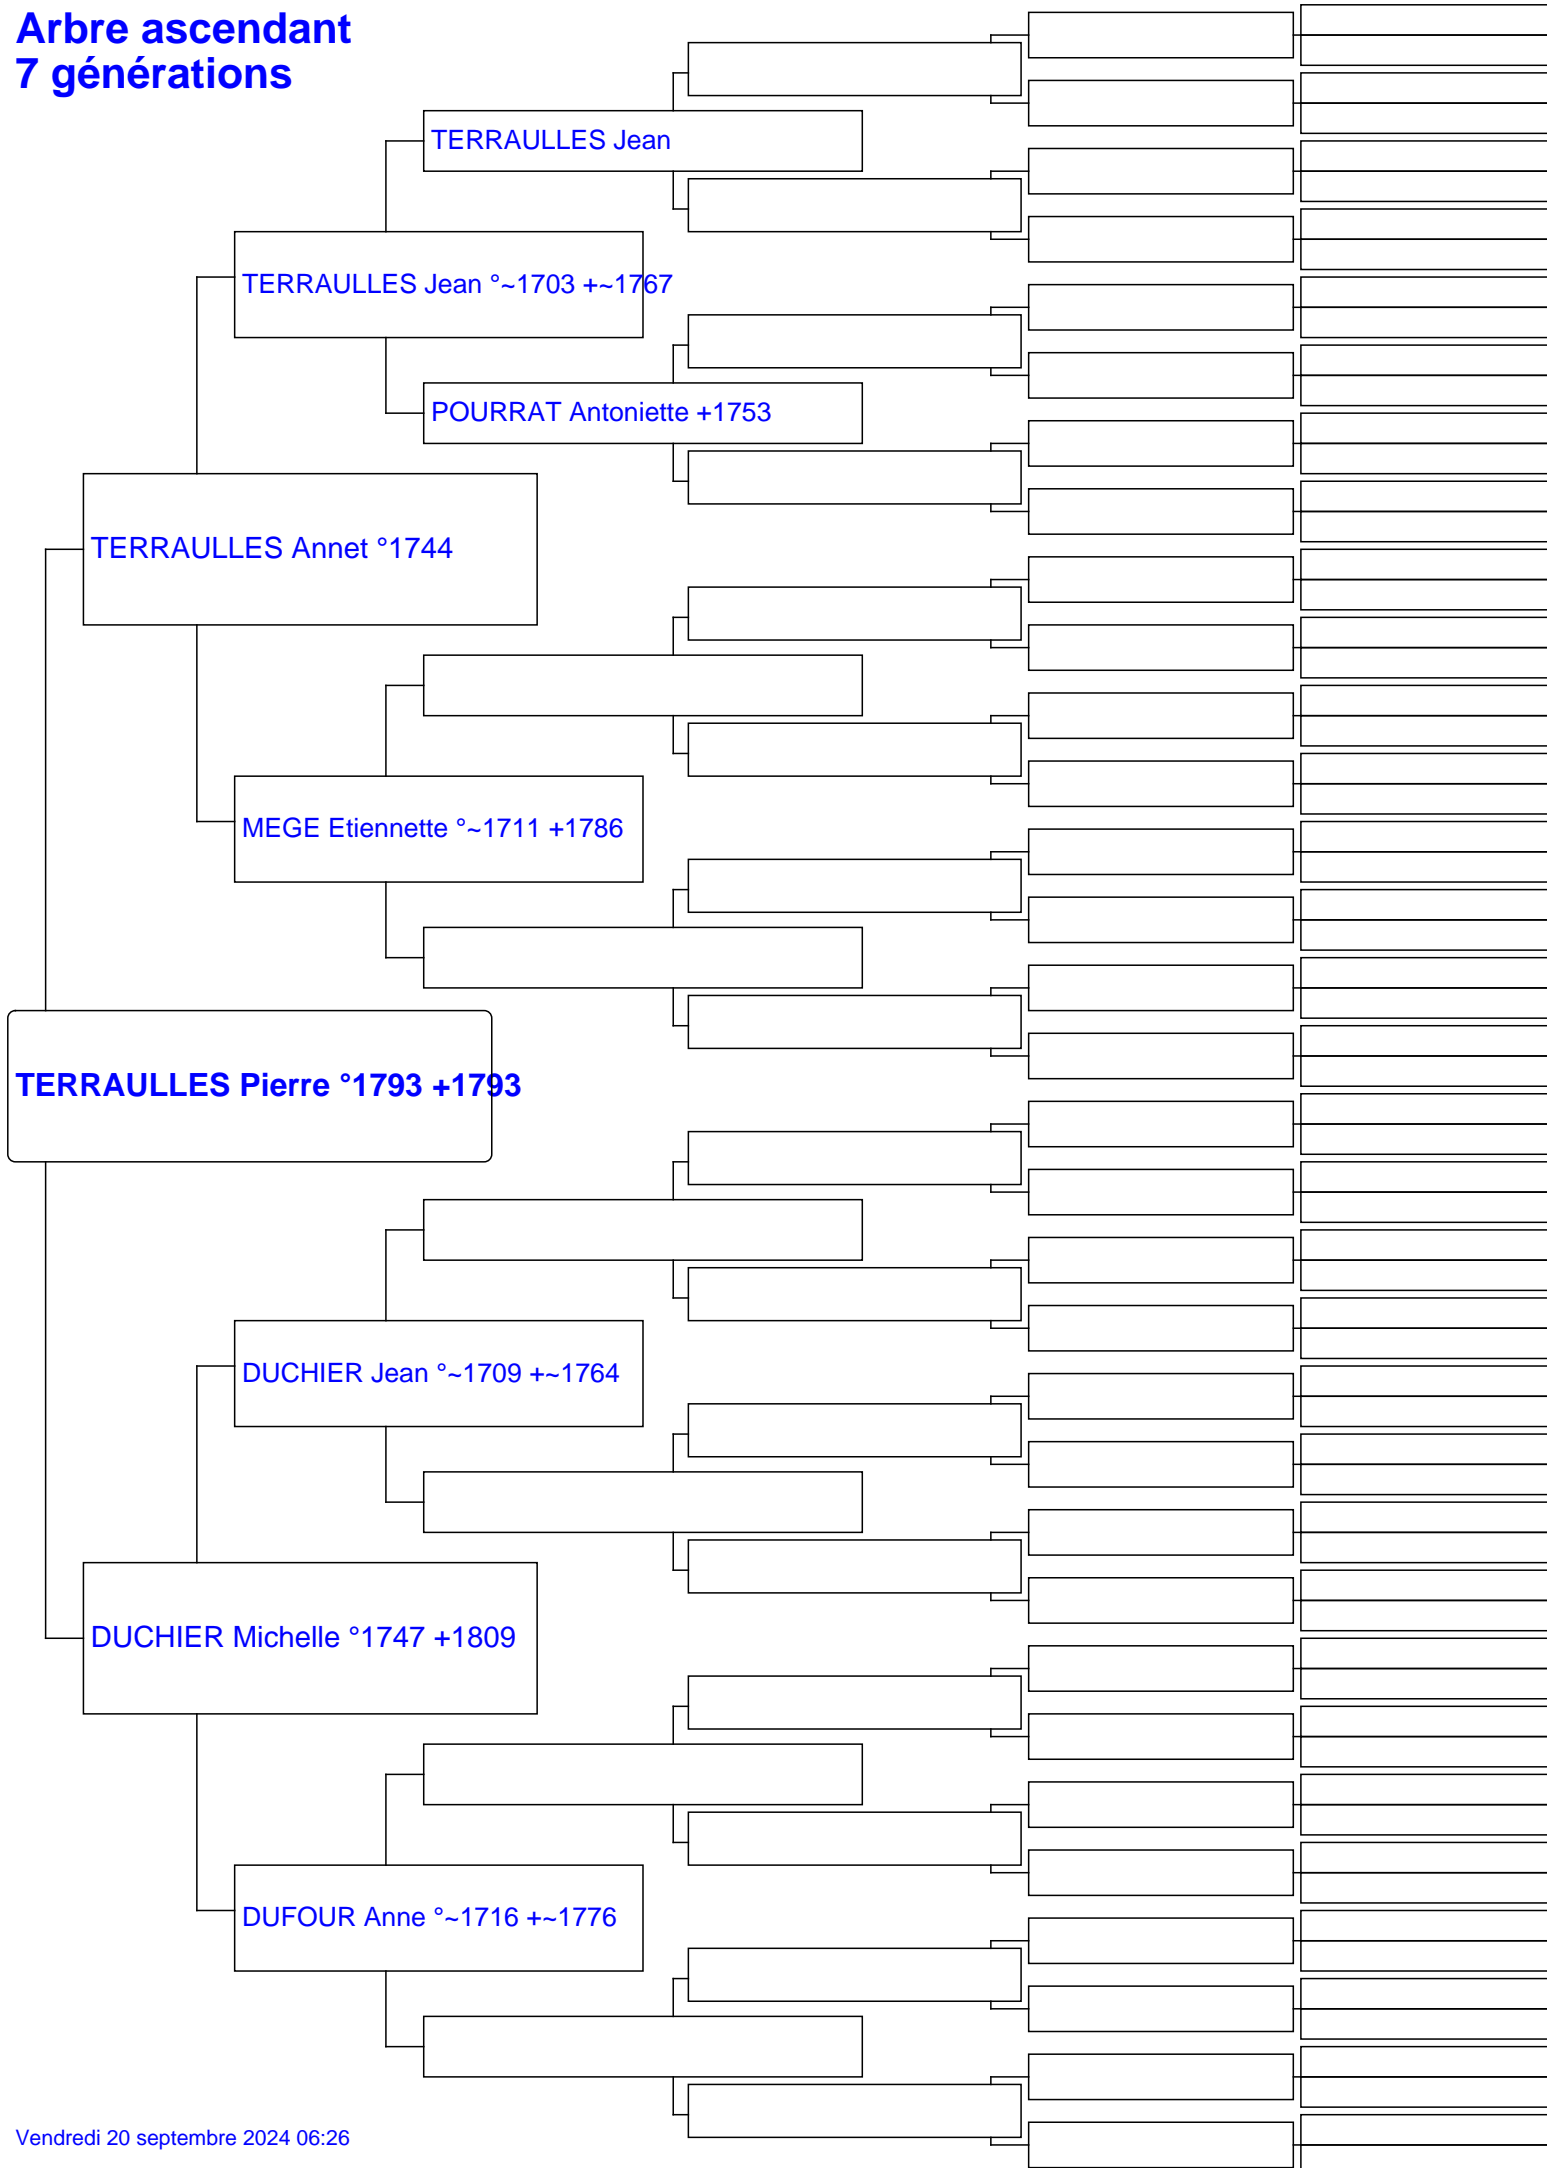 Arbre ascendant
7 générations
TERRAULLES Jean
TERRAULLES Jean °~1703 +~1767
POURRAT Antoniette +1753
TERRAULLES Annet °1744
MEGE Etiennette °~1711 +1786
TERRAULLES Pierre °1793 +1793
DUCHIER Jean °~1709 +~1764
DUCHIER Michelle °1747 +1809
DUFOUR Anne °~1716 +~1776
Vendredi 20 septembre 2024 06:26